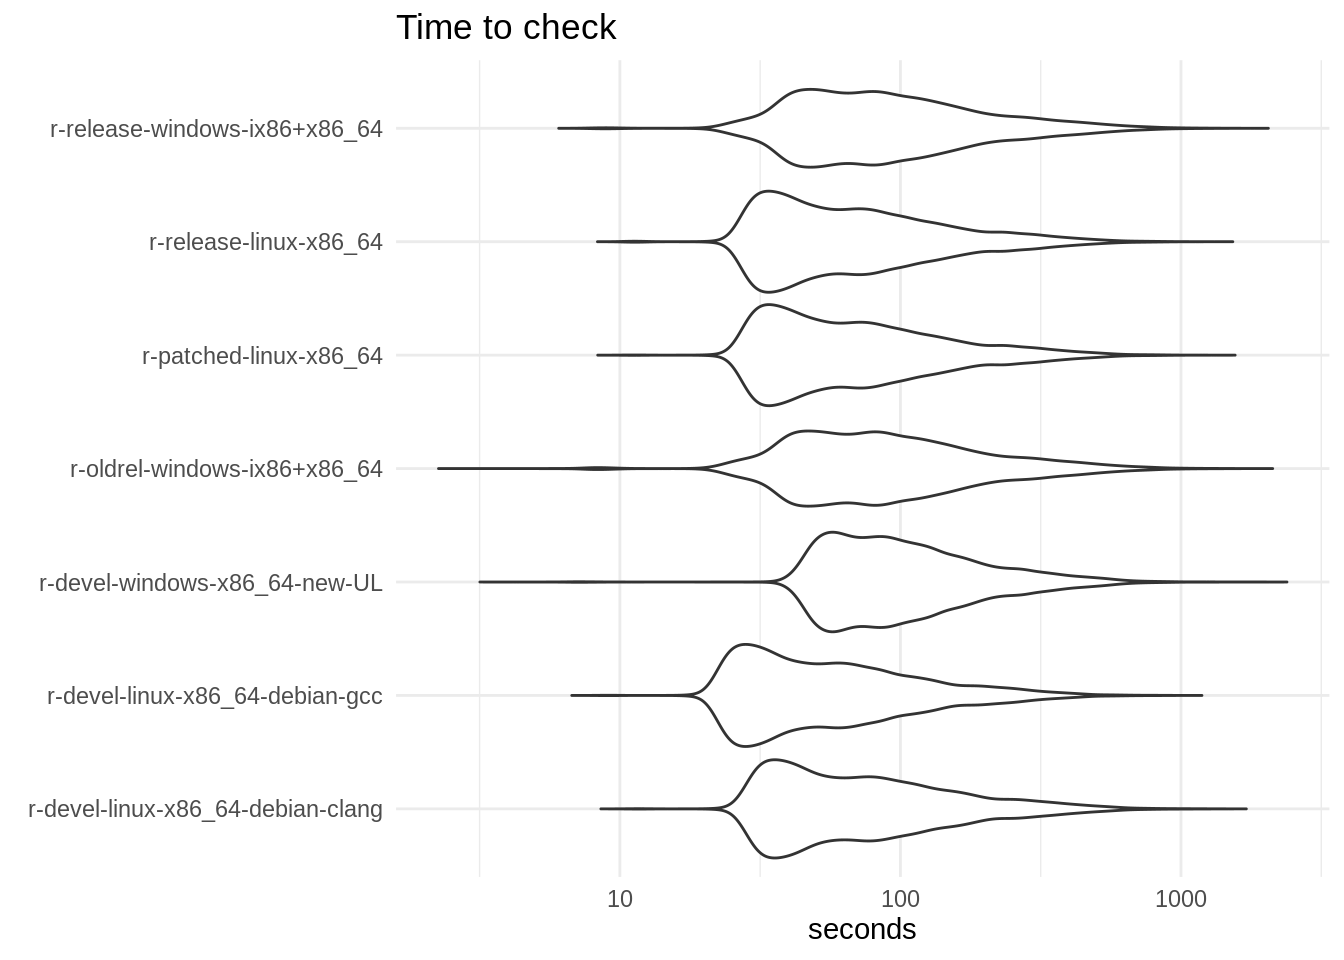 Time to check
r-release-windows-ix86+x86_64
r-release-linux-x86_64
r-patched-linux-x86_64
r-oldrel-windows-ix86+x86_64
r-devel-windows-x86_64-new-UL
r-devel-linux-x86_64-debian-gcc
r-devel-linux-x86_64-debian-clang
10 100 1000
seconds